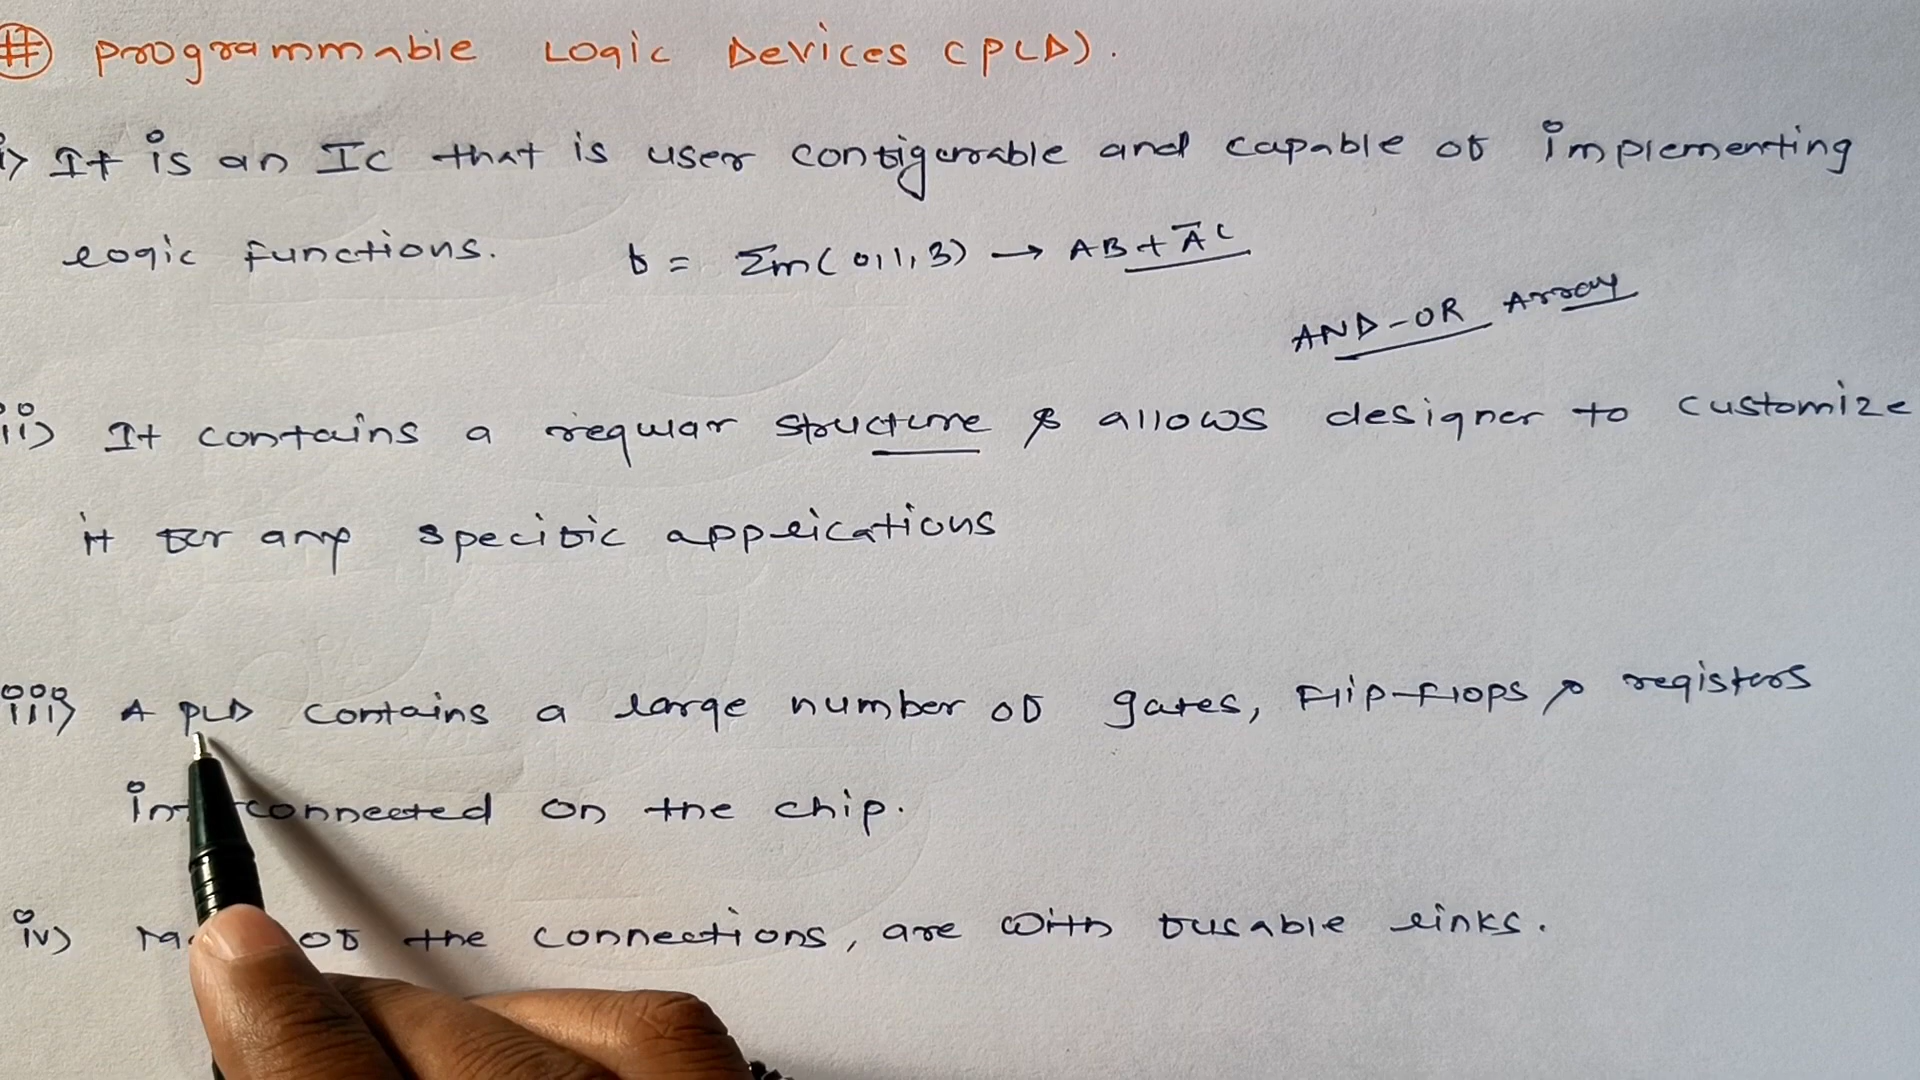 # Programmable Logic Devices (PLD).
i) It is an IC that is user configurable and capable of implementing
logic functions. f = Σm(0,1,3) → AB + A̅C
AND-OR Array
ii) It contains a regular structure & allows designer to customize
it for any specific applications
iii) A PLD contains a large number of gates, Flip-Flops & registers
interconnected on the chip.
iv) of the connections, are with fusable links.